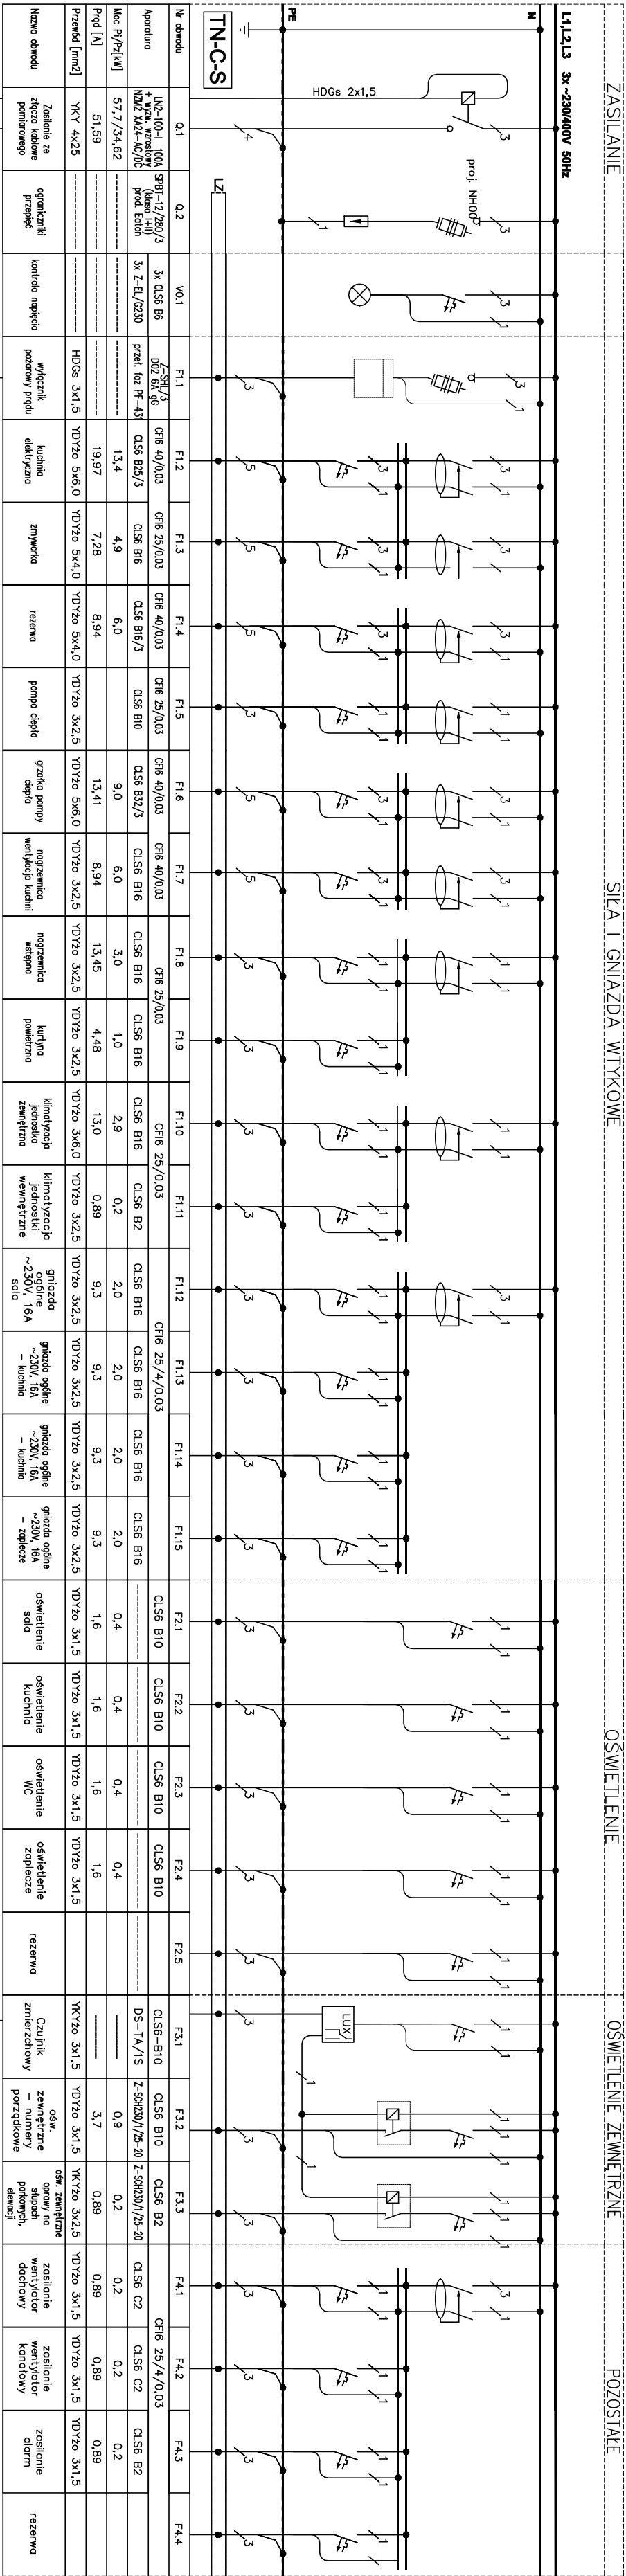 ZASILANIE
SIŁA I GNIAZDA WTYKOWE
OŚWIETLENIE
OŚWIETLENIE ZEWNĘTRZNE
POZOSTAŁE
L1,L2,L3 3x ~230/400V 50Hz
N
PE
TN-C-S
HDGs 2x1,5
proj. NH00
LZ
LUX
Nr obwodu
Q.1
Q.2
V0.1
F1.1
F1.2
F1.3
F1.4
F1.5
F1.6
F1.7
F1.8
F1.9
F1.10
F1.11
F1.12
F1.13
F1.14
F1.15
F2.1
F2.2
F2.3
F2.4
F2.5
F3.1
F3.2
F3.3
F4.1
F4.2
F4.3
F4.4
Aparatura
LN2-100-I 100A
+ wyzw. wzrostowy
NZM2 XA24-AC/DC
SPBT-12/280/3
(klasa I+II)
prod. Eaton
3x CLS6 B6
3x Z-EL/G230
Z-SHL/3
D02 6A gG
przeł. faz PF-431
CFI6 40/0,03
CLS6 B25/3
CFI6 25/0,03
CLS6 B16
CFI6 40/0,03
CLS6 B16/3
CFI6 25/0,03
CLS6 B10
CFI6 40/0,03
CLS6 B32/3
CFI6 40/0,03
CLS6 B16
CFI6 25/0,03
CLS6 B16
CLS6 B16
CFI6 25/0,03
CLS6 B16
CLS6 B2
CFI6 25/4/0,03
CLS6 B16
CLS6 B16
CLS6 B16
CLS6 B16
CLS6 B10
CLS6 B10
CLS6 B10
CLS6 B10
CLS6-B10
DS-TA/1S
CLS6 B10
Z-SCH230/1/25-20
CLS6 B2
Z-SCH230/1/25-20
CFI6 25/4/0,03
CLS6 C2
CLS6 C2
CLS6 B2
Moc Pi/Pz[kW]
57,7/34,62
13,4
4,9
6,0
9,0
6,0
3,0
1,0
2,9
0,2
2,0
2,0
2,0
2,0
0,4
0,4
0,4
0,4
0,9
0,2
0,2
0,2
0,2
Prąd [A]
51,59
19,97
7,28
8,94
13,41
8,94
13,45
4,48
13,0
0,89
9,3
9,3
9,3
9,3
1,6
1,6
1,6
1,6
3,7
0,89
0,89
0,89
0,89
Przewód [mm2]
YKY 4x25
HDGs 3x1,5
YDYżo 5x6,0
YDYżo 5x4,0
YDYżo 5x4,0
YDYżo 3x2,5
YDYżo 5x6,0
YDYżo 3x2,5
YDYżo 3x2,5
YDYżo 3x2,5
YDYżo 3x6,0
YDYżo 3x2,5
YDYżo 3x2,5
YDYżo 3x2,5
YDYżo 3x2,5
YDYżo 3x2,5
YDYżo 3x1,5
YDYżo 3x1,5
YDYżo 3x1,5
YDYżo 3x1,5
YKYżo 3x1,5
YDYżo 3x1,5
YKYżo 3x2,5
YDYżo 3x1,5
YDYżo 3x1,5
YDYżo 3x1,5
Nazwa obwodu
Zasilanie ze
złącza kablowe
pomiarowego
ograniczniki
przepięć
kontrola napięcia
wyłącznik
pożarowy prądu
kuchnia
elektryczna
zmywarka
rezerwa
pompa ciepła
grzałka pompy
ciepła
nagrzewnica
wentylacja kuchni
nagrzewnica
wstępna
kurtyna
powietrzna
klimatyzacja
jednostka
zewnętrzna
klimatyzacja
jednostki
wewnętrzne
gniazda
ogólne
~230V, 16A
sala
gniazda ogólne
~230V, 16A
- kuchnia
gniazda ogólne
~230V, 16A
- kuchnia
gniazda ogólne
~230V, 16A
- zaplecze
oświetlenie
sala
oświetlenie
kuchnia
oświetlenie
WC
oświetlenie
zaplecze
rezerwa
Czujnik
zmierzchowy
ośw.
zewnętrzne
- numery
porządkowe
ośw. zewnętrzne
oprawy na
słupach
parkowych,
elewacji
zasilanie
wentylator
dachowy
zasilanie
wentylator
kanałowy
zasilanie
alarm
rezerwa